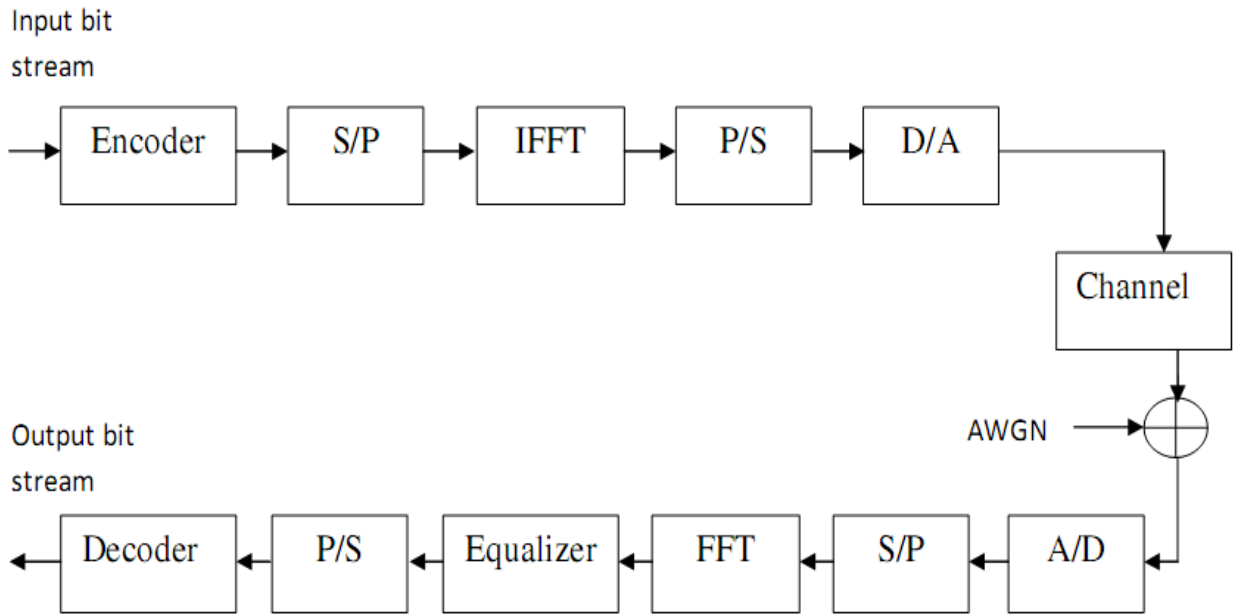 Input bit
stream
Encoder
S/P
IFFT
P/S
D/A
Channel
AWGN
Output bit
stream
Decoder
P/S
Equalizer
FFT
S/P
A/D